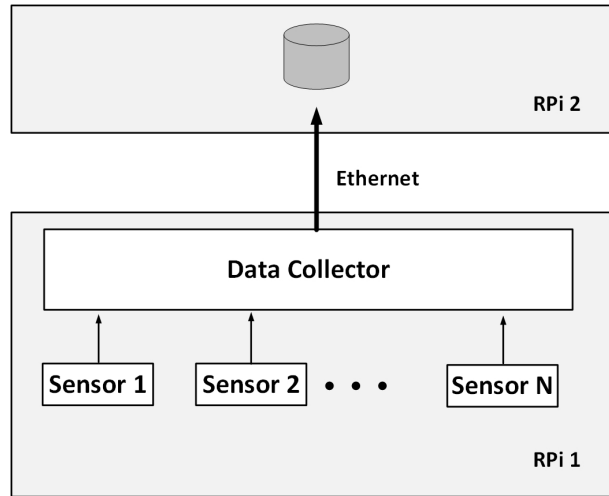 RPi 2
Ethernet
Data Collector
Sensor 1
Sensor 2
• • •
Sensor N
RPi 1